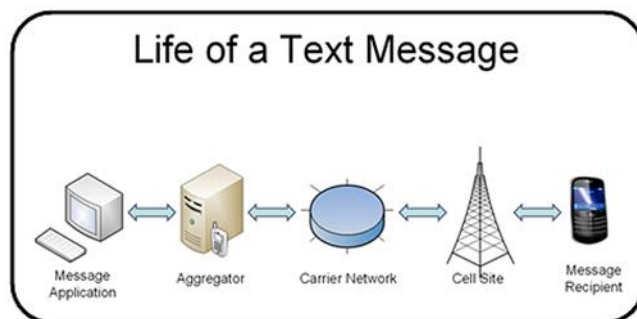 Life of a Text Message
Message
Application
Aggregator
Carrier Network
Cell Site
Message
Recipient